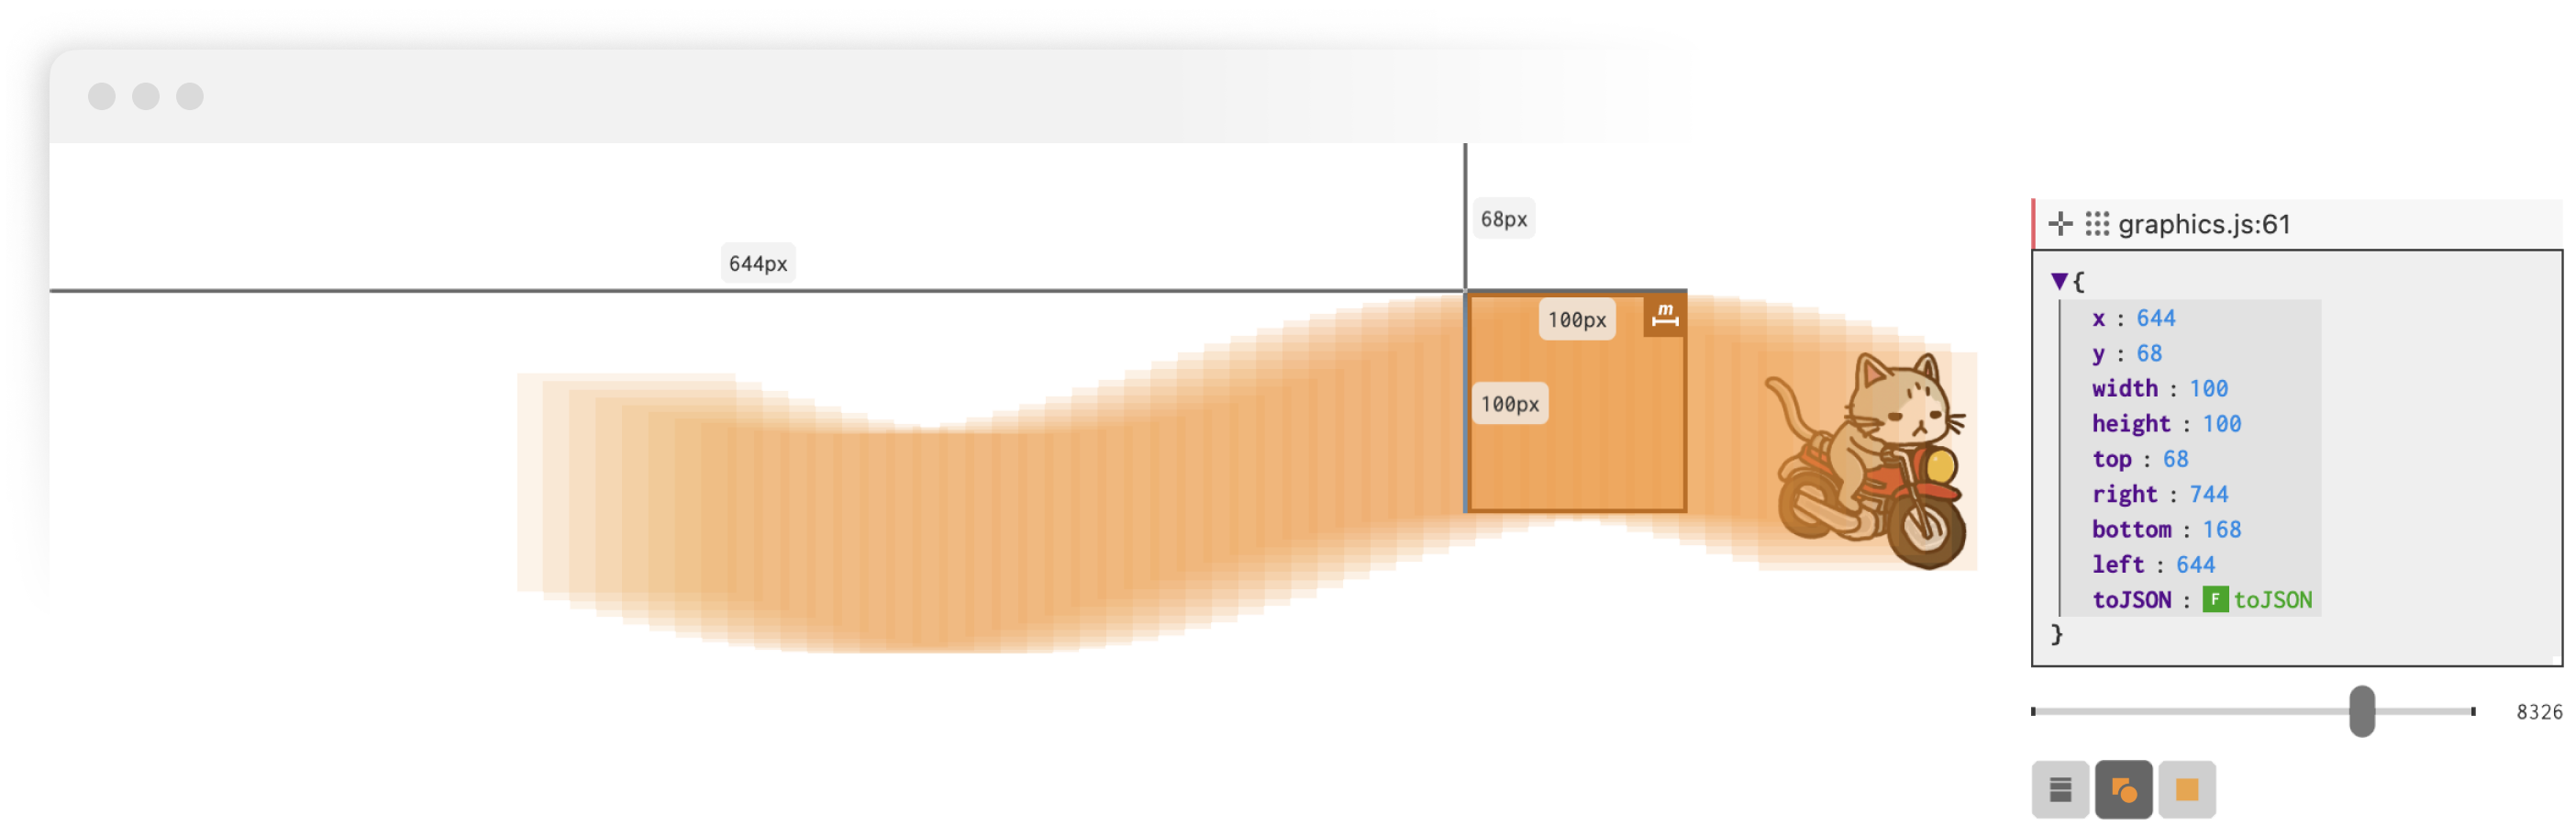 68px
644px
100px
m
100px
graphics.js:61
▼{
x : 644
y : 68
width : 100
height : 100
top : 68
right : 744
bottom : 168
left : 644
toJSON : F toJSON
}
8326